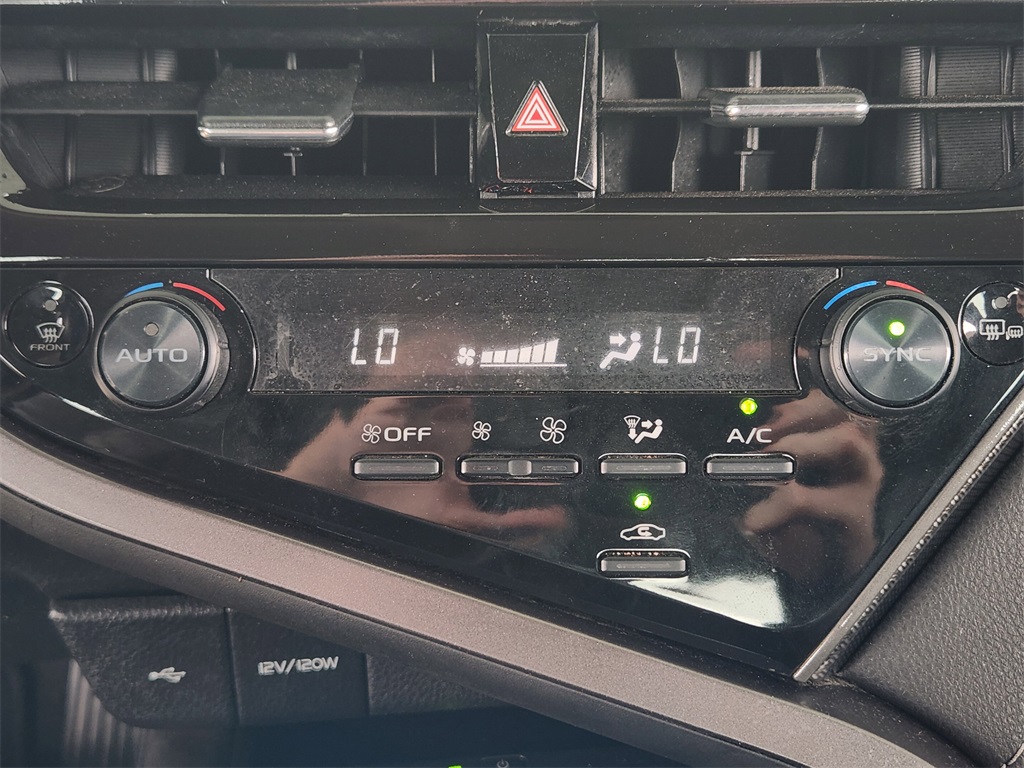 FRONT
AUTO
LO
LO
SYNC
OFF
A/C
12V/120W